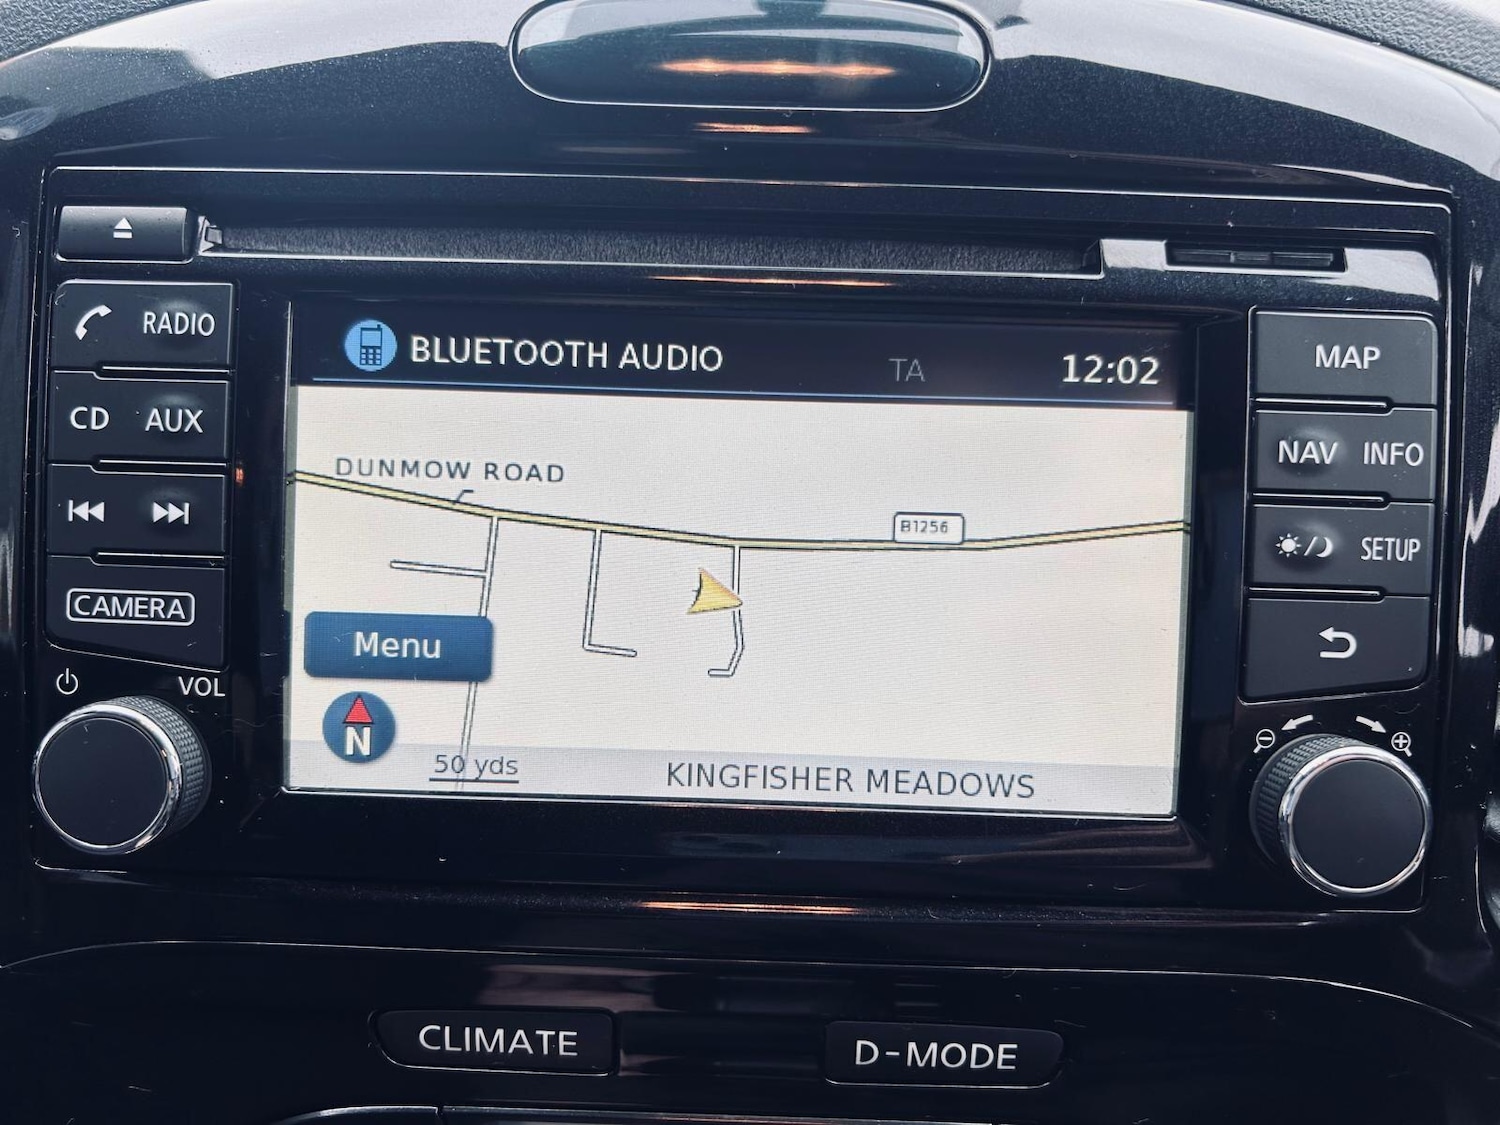 RADIO
CD AUX
CAMERA
VOL
BLUETOOTH AUDIO TA 12:02
DUNMOW ROAD
B1256
Menu
N
50 yds
KINGFISHER MEADOWS
MAP
NAV INFO
SETUP
CLIMATE D-MODE